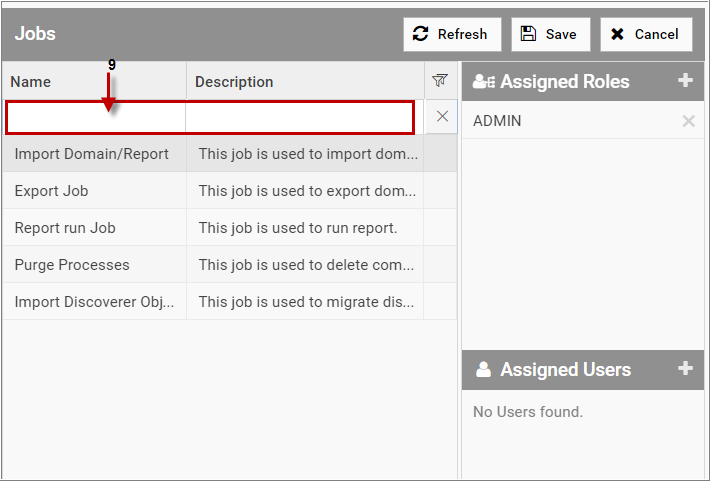 Jobs Refresh Save Cancel
9
Name Description
Assigned Roles
ADMIN
Import Domain/Report This job is used to import dom...
Export Job This job is used to export dom...
Report run Job This job is used to run report.
Purge Processes This job is used to delete com...
Import Discoverer Obj... This job is used to migrate dis...
Assigned Users
No Users found.